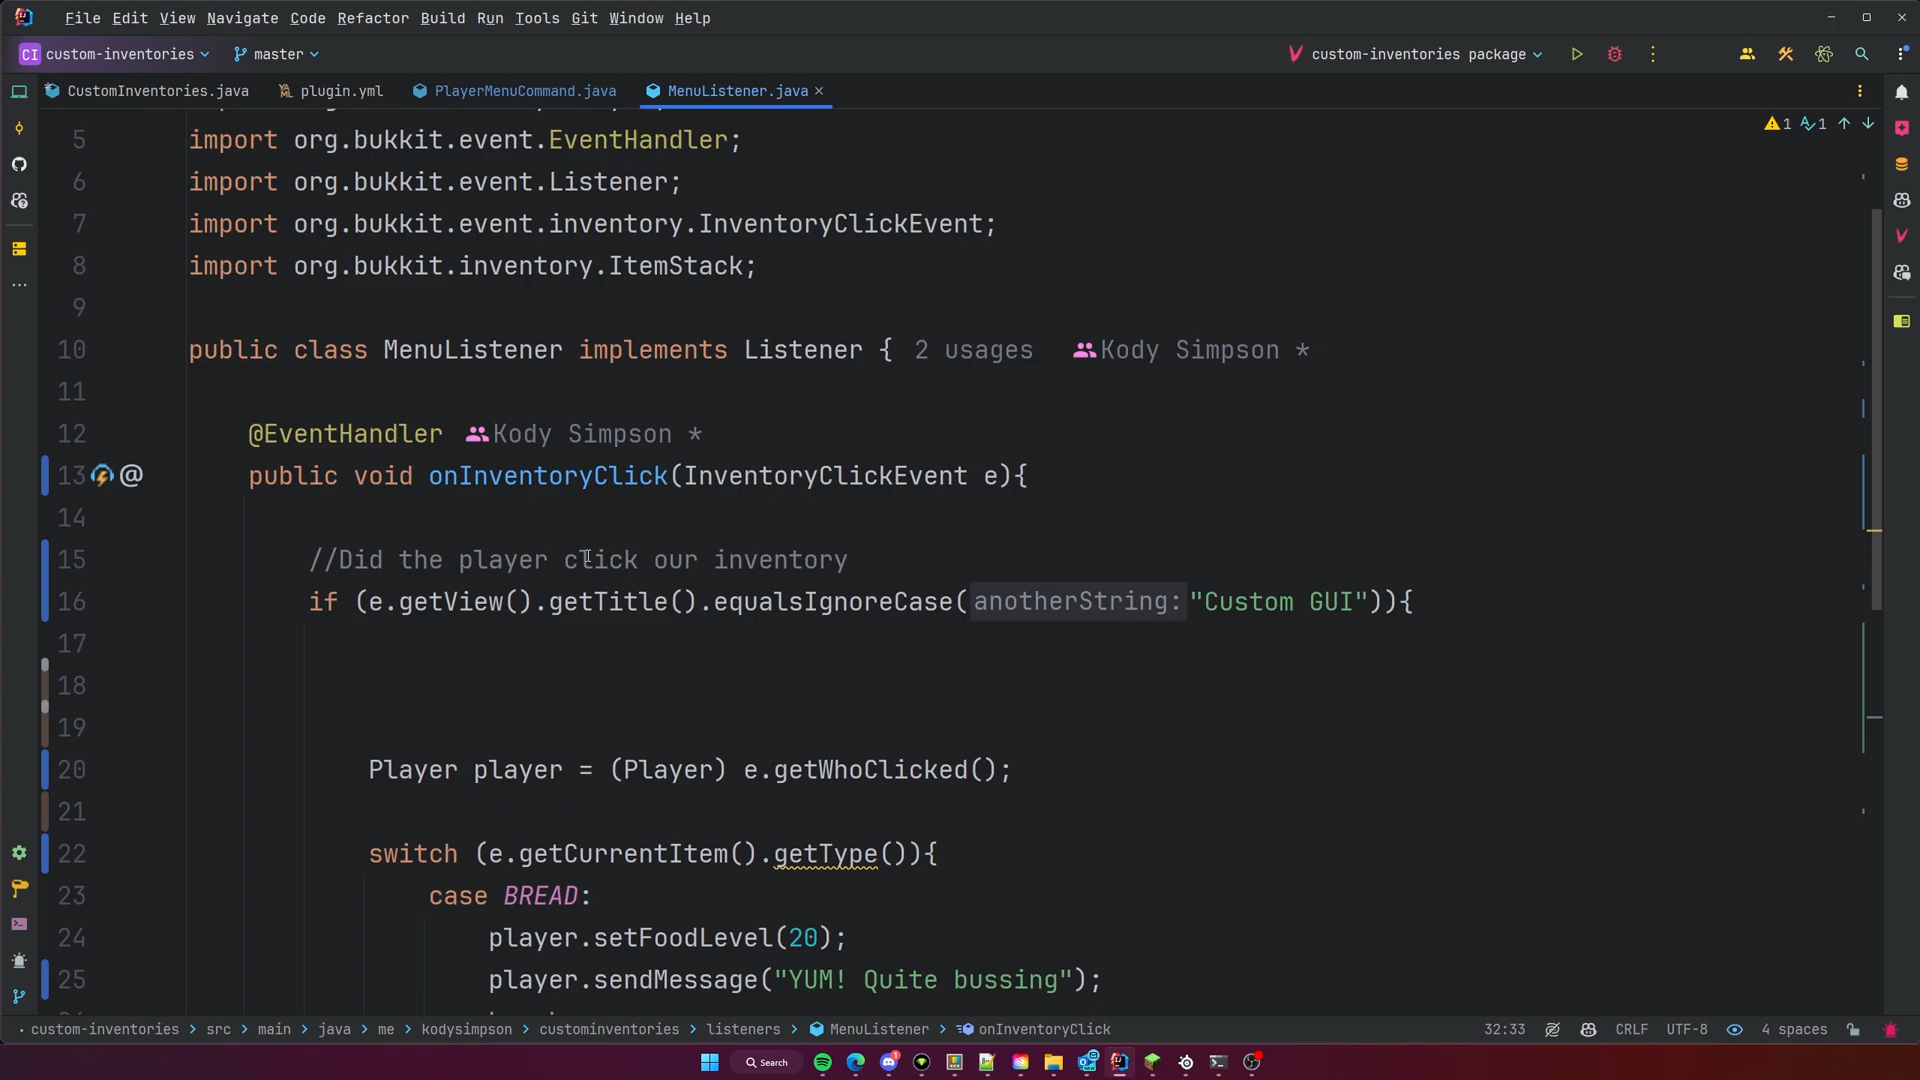 File Edit View Navigate Code Refactor Build Run Tools Git Window Help
CI custom-inventories master custom-inventories package
CustomInventories.java plugin.yml PlayerMenuCommand.java MenuListener.java
1 1
5 import org.bukkit.event.EventHandler;
6 import org.bukkit.event.Listener;
7 import org.bukkit.event.inventory.InventoryClickEvent;
8 import org.bukkit.inventory.ItemStack;
9
10 public class MenuListener implements Listener { 2 usages Kody Simpson *
11
12 @EventHandler Kody Simpson *
13 @ public void onInventoryClick(InventoryClickEvent e){
14
15 //Did the player click our inventory
16 if (e.getView().getTitle().equalsIgnoreCase( anotherString: "Custom GUI")){
17
18
19
20 Player player = (Player) e.getWhoClicked();
21
22 switch (e.getCurrentItem().getType()){
23 case BREAD:
24 player.setFoodLevel(20);
25 player.sendMessage("YUM! Quite bussing");
custom-inventories > src > main > java > me > kodysimpson > custominventories > listeners > MenuListener > onInventoryClick 32:33 CRLF UTF-8 4 spaces
Search